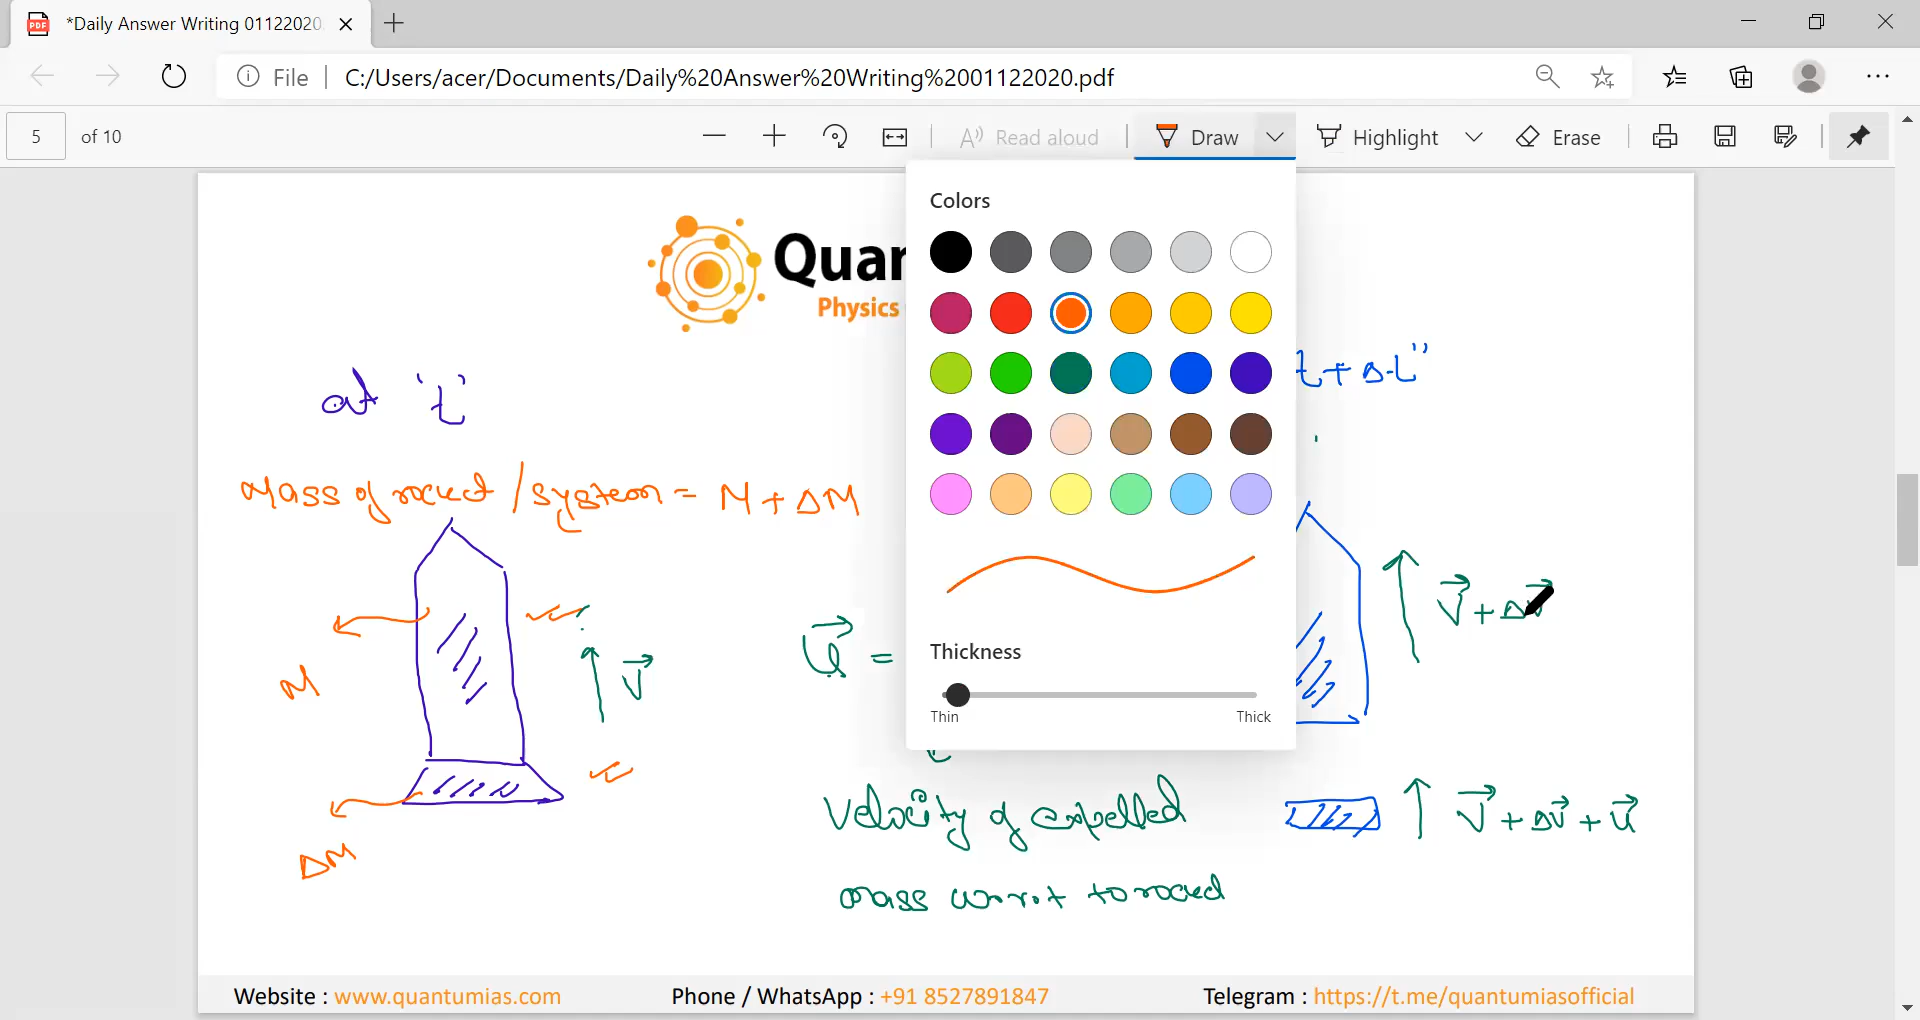 *Daily Answer Writing 01122020
File C:/Users/acer/Documents/Daily%20Answer%20Writing%2001122020.pdf
5 of 10 Read aloud Draw Highlight Erase
Colors
Quan
Physics
at 't' t+Δt"
Mass of rocket / system = M + ΔM
V + ΔV
U =
M
V
Thickness
Thin Thick
Velocity of expelled
V + ΔV + U
ΔM
mass w.r.t to rocket
Website : www.quantumias.com Phone / WhatsApp : +91 8527891847 Telegram : https://t.me/quantumiasofficial